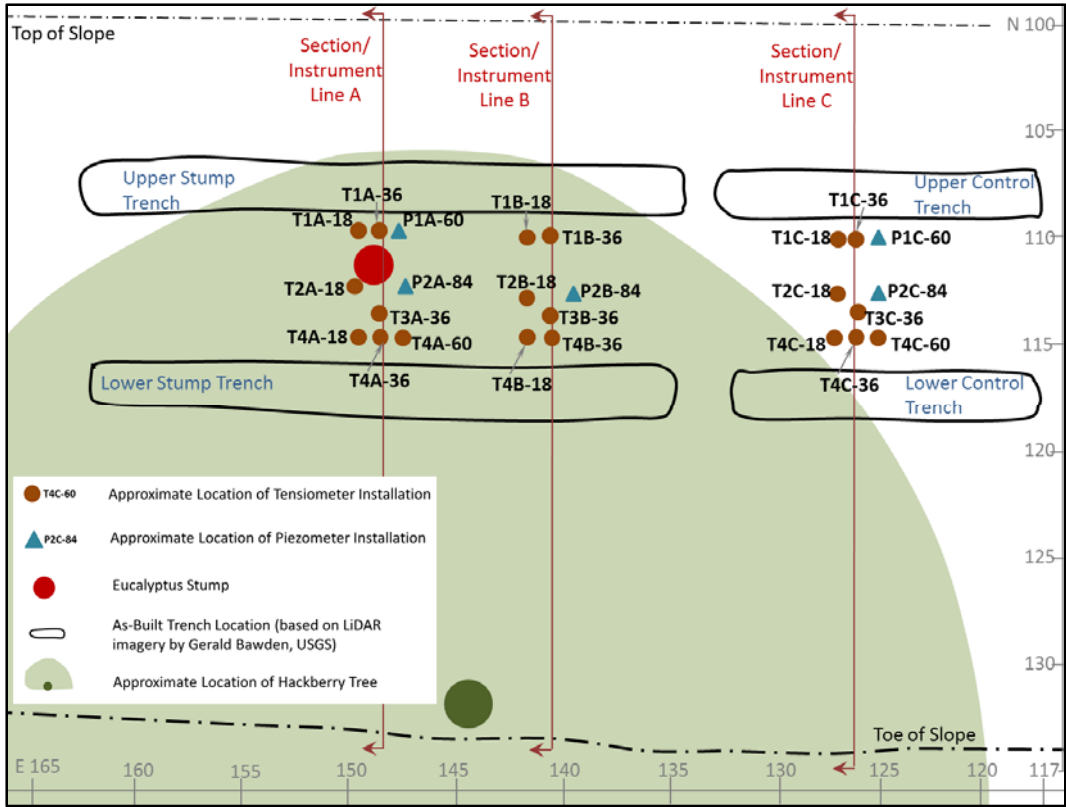 Top of Slope
N 100
Section/
Instrument
Line A
Section/
Instrument
Line B
Section/
Instrument
Line C
105
Upper Stump
Trench
T1A-36
T1B-18
T1C-36
Upper Control
Trench
T1A-18
P1A-60
T1B-36
T1C-18
P1C-60
110
T2A-18
P2A-84
T2B-18
P2B-84
T2C-18
P2C-84
T3A-36
T3B-36
T3C-36
T4A-18
T4A-60
T4B-36
T4C-18
T4C-60
115
Lower Stump Trench
T4A-36
T4B-18
T4C-36
Lower Control
Trench
120
T4C-60 Approximate Location of Tensiometer Installation
P2C-84 Approximate Location of Piezometer Installation
Eucalyptus Stump
As-Built Trench Location (based on LiDAR
imagery by Gerald Bawden, USGS)
Approximate Location of Hackberry Tree
125
130
Toe of Slope
E 165 160 155 150 145 140 135 130 125 120 117